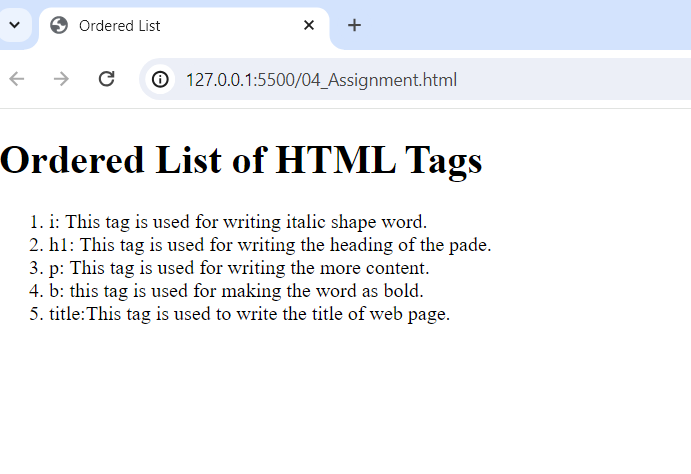 Ordered List
127.0.0.1:5500/04_Assignment.html
Ordered List of HTML Tags
1. i: This tag is used for writing italic shape word.
2. h1: This tag is used for writing the heading of the pade.
3. p: This tag is used for writing the more content.
4. b: this tag is used for making the word as bold.
5. title:This tag is used to write the title of web page.